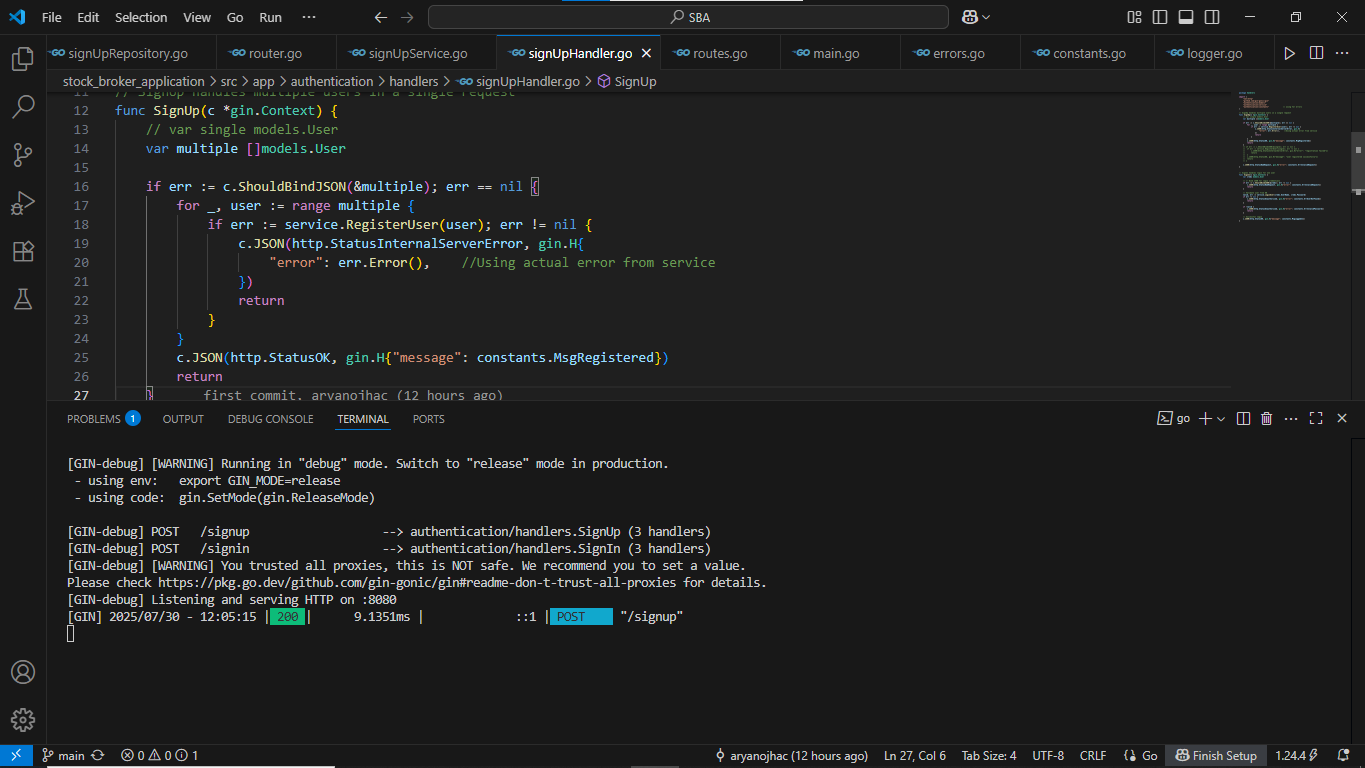 File Edit Selection View Go Run ··· SBA
signUpRepository.go router.go signUpService.go signUpHandler.go routes.go main.go errors.go constants.go logger.go
stock_broker_application > src > app > authentication > handlers > signUpHandler.go > SignUp
11 // SignUp handles multiple users in a single request
12 func SignUp(c *gin.Context) {
13 // var single models.User
14 var multiple []models.User
15
16 if err := c.ShouldBindJSON(&multiple); err == nil {
17 for _, user := range multiple {
18 if err := service.RegisterUser(user); err != nil {
19 c.JSON(http.StatusInternalServerError, gin.H{
20 "error": err.Error(), //Using actual error from service
21 })
22 return
23 }
24 }
25 c.JSON(http.StatusOK, gin.H{"message": constants.MsgRegistered})
26 return
27 } first commit, aryanojhac (12 hours ago)
PROBLEMS 1 OUTPUT DEBUG CONSOLE TERMINAL PORTS go
[GIN-debug] [WARNING] Running in "debug" mode. Switch to "release" mode in production.
- using env: export GIN_MODE=release
- using code: gin.SetMode(gin.ReleaseMode)
[GIN-debug] POST /signup --> authentication/handlers.SignUp (3 handlers)
[GIN-debug] POST /signin --> authentication/handlers.SignIn (3 handlers)
[GIN-debug] [WARNING] You trusted all proxies, this is NOT safe. We recommend you to set a value.
Please check https://pkg.go.dev/github.com/gin-gonic/gin#readme-don-t-trust-all-proxies for details.
[GIN-debug] Listening and serving HTTP on :8080
[GIN] 2025/07/30 - 12:05:15 | 200 | 9.1351ms | ::1 | POST "/signup"
main 0 0 1 aryanojhac (12 hours ago) Ln 27, Col 6 Tab Size: 4 UTF-8 CRLF Go Finish Setup 1.24.4